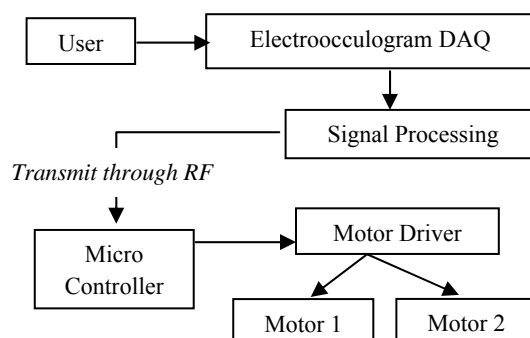 User
Electroocculogram DAQ
Signal Processing
Transmit through RF
Micro
Controller
Motor Driver
Motor 1
Motor 2